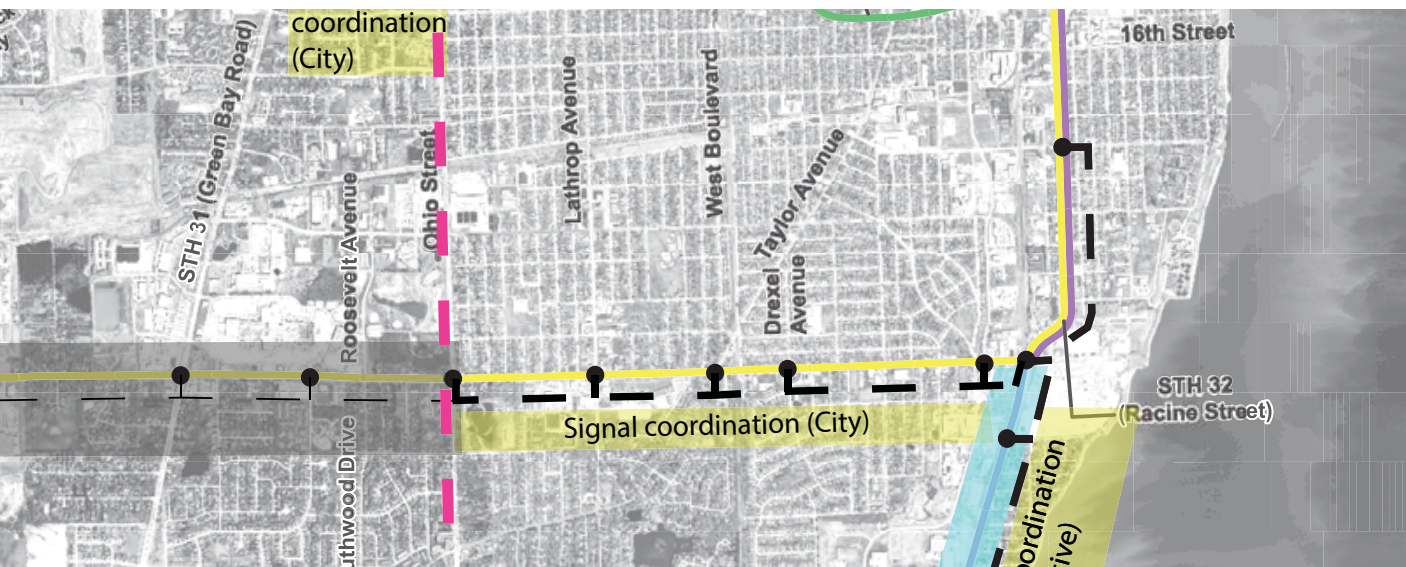 coordination
(City)
16th Street
STH 31 (Green Bay Road)
Roosevelt Avenue
Ohio Street
Lathrop Avenue
West Boulevard
Taylor Avenue
Drexel
Avenue
STH 32
(Racine Street)
Signal coordination (City)
uthwood Drive
oordination
rive)